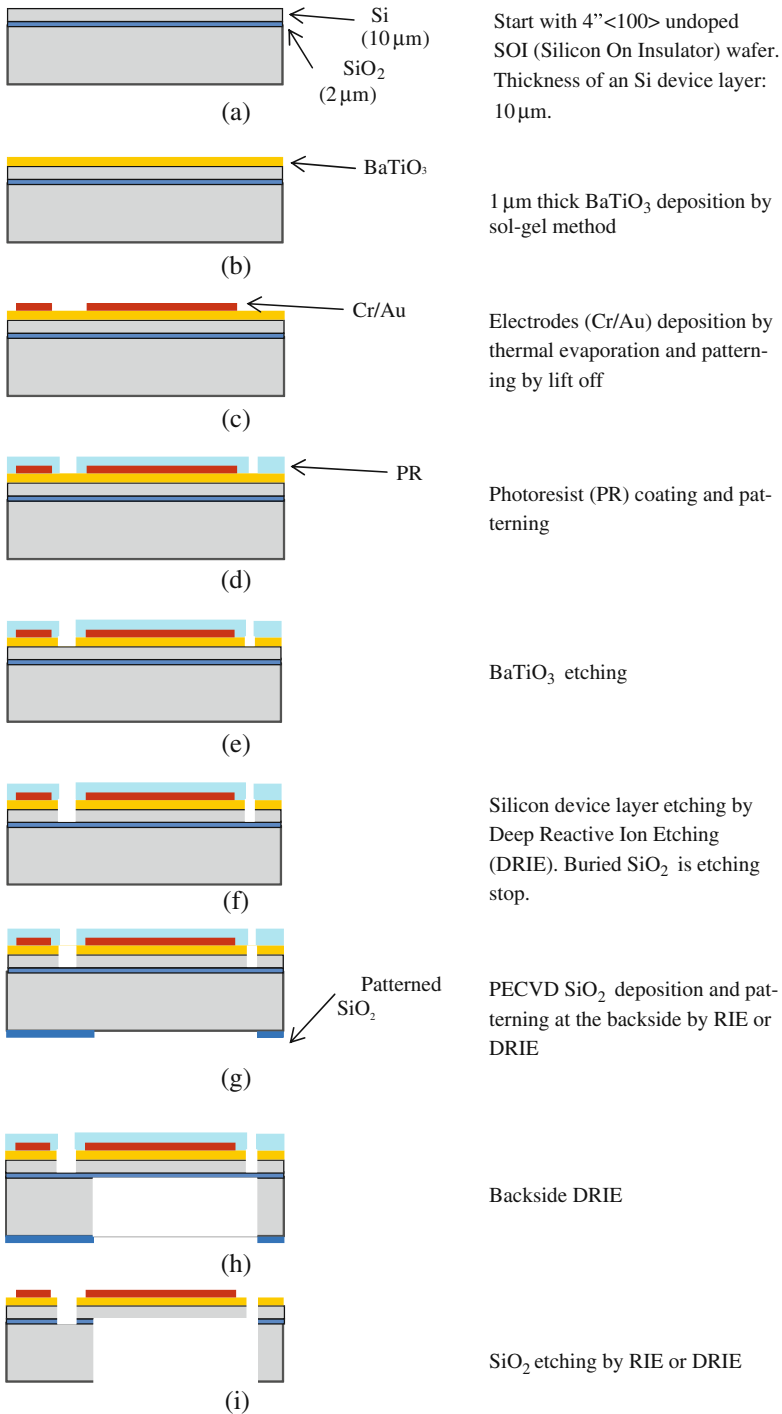 Si
(10 μm)
SiO₂
(2 μm)
(a)
Start with 4”<100> undoped
SOI (Silicon On Insulator) wafer.
Thickness of an Si device layer:
10 μm.
BaTiO₃
(b)
1 μm thick BaTiO₃ deposition by
sol-gel method
Cr/Au
(c)
Electrodes (Cr/Au) deposition by
thermal evaporation and pattern-
ing by lift off
PR
(d)
Photoresist (PR) coating and pat-
terning
(e)
BaTiO₃ etching
(f)
Silicon device layer etching by
Deep Reactive Ion Etching
(DRIE). Buried SiO₂ is etching
stop.
Patterned
SiO₂
(g)
PECVD SiO₂ deposition and pat-
terning at the backside by RIE or
DRIE
(h)
Backside DRIE
(i)
SiO₂ etching by RIE or DRIE